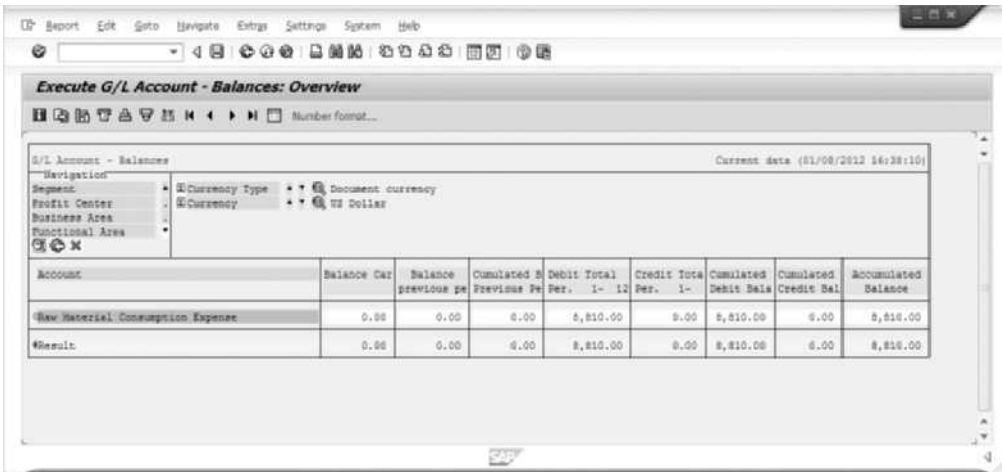 Report Edit Goto Navigate Extras Settings System Help
Execute G/L Account - Balances: Overview
Number format...
G/L Account - Balances Current data (01/08/2012 16:38:10)
Navigation
Segment Currency Type Document currency
Profit Center Currency US Dollar
Business Area
Functional Area
Account Balance Car Balance Cumulated B Debit Total Credit Tota Cumulated Cumulated Accumulated
previous pe Previous Pe Per. 1- 12 Per. 1- Debit Bala Credit Bal Balance
Raw Material Consumption Expense 0.00 0.00 0.00 8,810.00 0.00 8,810.00 0.00 8,810.00
Result 0.00 0.00 0.00 8,810.00 0.00 8,810.00 0.00 8,810.00
SAP